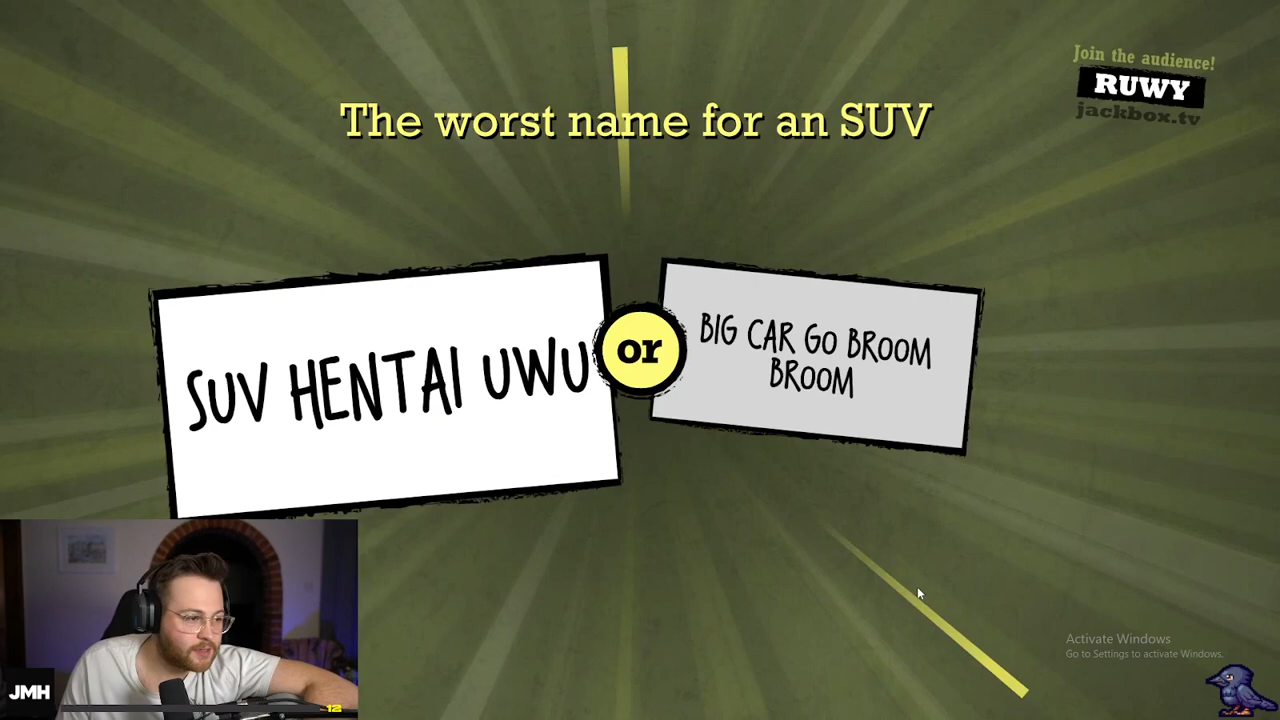 Join the audience!
RUWY
jackbox.tv
The worst name for an SUV
SUV HENTAI UWU
or
BIG CAR GO BROOM
BROOM
Activate Windows
Go to Settings to activate Windows.
JMH
12